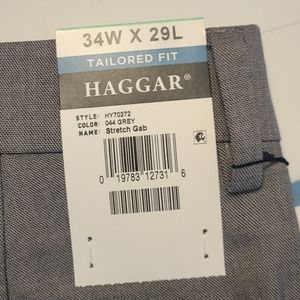 34W X 29L
TAILORED FIT
HAGGAR®
STYLE: HY70272
COLOR: 044 GREY
NAME: Stretch Gab
0 19783 12731 6